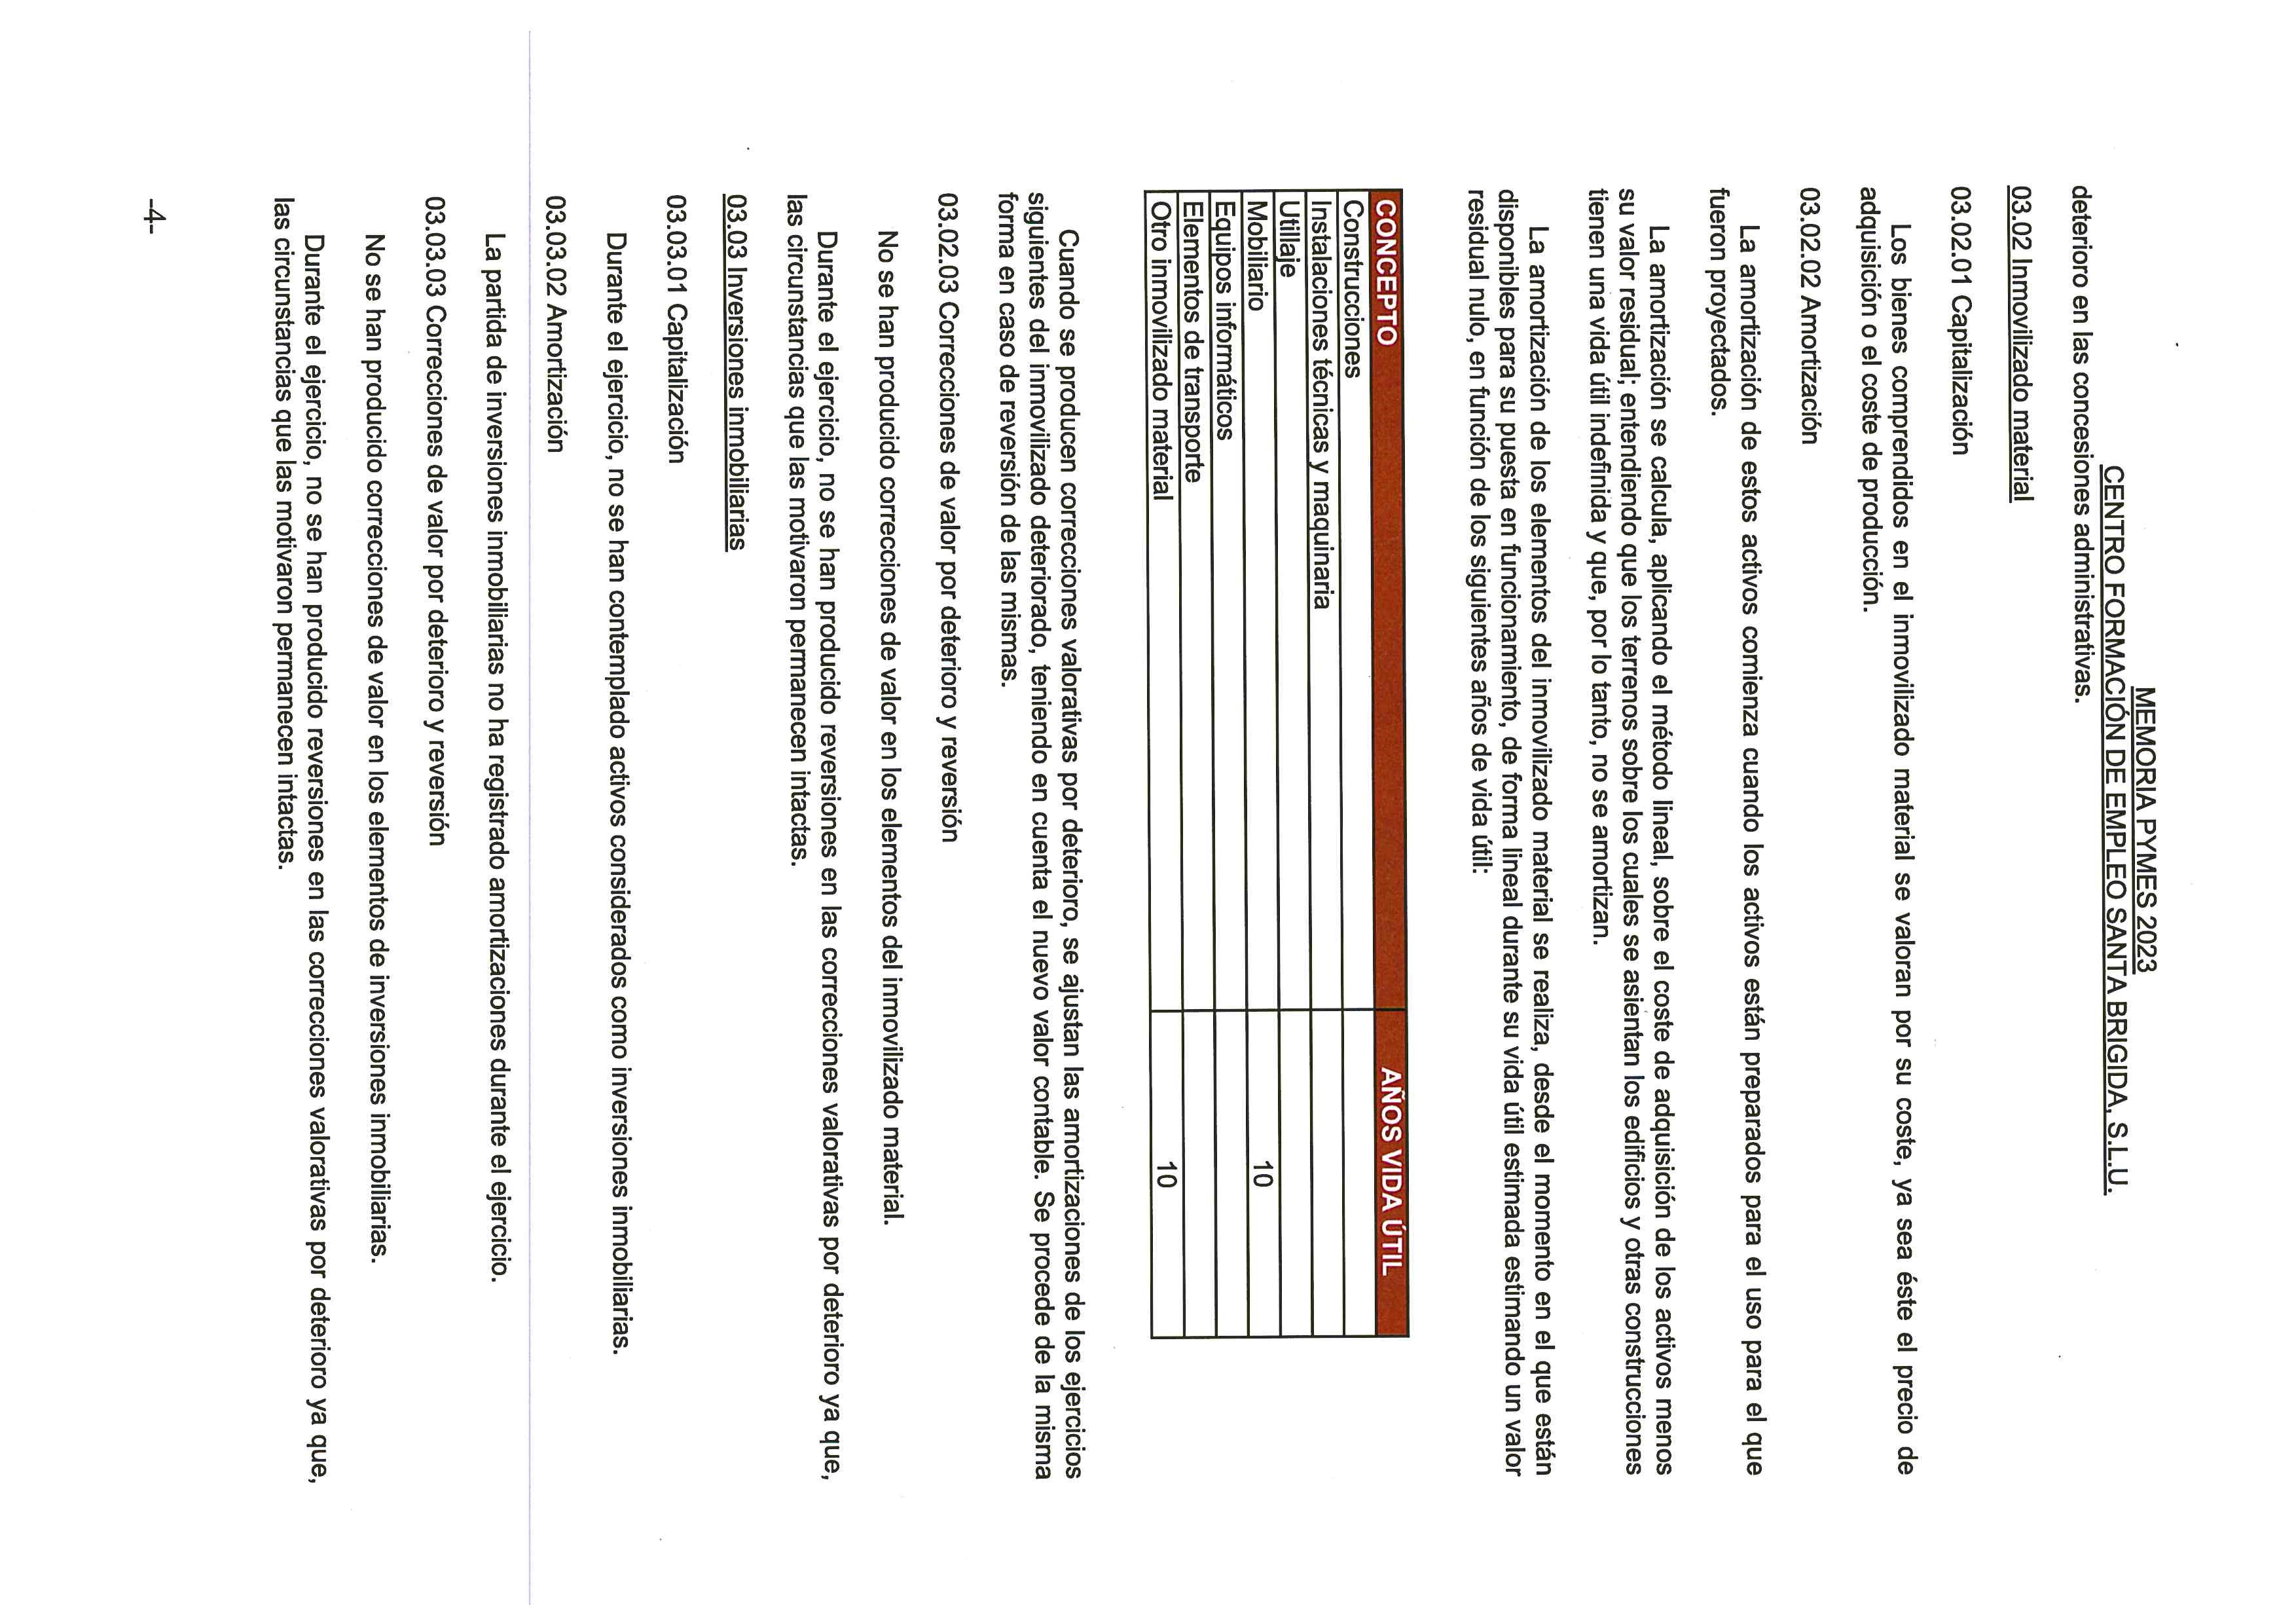 MEMORIA PYMES 2023
CENTRO FORMACIÓN DE EMPLEO SANTA BRIGIDA, S.L.U.
deterioro en las concesiones administrativas.
03.02 Inmovilizado material
03.02.01 Capitalización
Los bienes comprendidos en el inmovilizado material se valoran por su coste, ya sea éste el precio de
adquisición o el coste de producción.
03.02.02 Amortización
La amortización de estos activos comienza cuando los activos están preparados para el uso para el que
fueron proyectados.
La amortización se calcula, aplicando el método lineal, sobre el coste de adquisición de los activos menos
su valor residual; entendiendo que los terrenos sobre los cuales se asientan los edificios y otras construcciones
tienen una vida útil indefinida y que, por lo tanto, no se amortizan.
La amortización de los elementos del inmovilizado material se realiza, desde el momento en el que están
disponibles para su puesta en funcionamiento, de forma lineal durante su vida útil estimada estimando un valor
residual nulo, en función de los siguientes años de vida útil:
CONCEPTO AÑOS VIDA ÚTIL
Construcciones
Instalaciones técnicas y maquinaria
Utillaje
Mobiliario 10
Equipos informáticos
Elementos de transporte
Otro inmovilizado material 10
Cuando se producen correcciones valorativas por deterioro, se ajustan las amortizaciones de los ejercicios
siguientes del inmovilizado deteriorado, teniendo en cuenta el nuevo valor contable. Se procede de la misma
forma en caso de reversión de las mismas.
03.02.03 Correcciones de valor por deterioro y reversión
No se han producido correcciones de valor en los elementos del inmovilizado material.
Durante el ejercicio, no se han producido reversiones en las correcciones valorativas por deterioro ya que,
las circunstancias que las motivaron permanecen intactas.
03.03 Inversiones inmobiliarias
03.03.01 Capitalización
Durante el ejercicio, no se han contemplado activos considerados como inversiones inmobiliarias.
03.03.02 Amortización
La partida de inversiones inmobiliarias no ha registrado amortizaciones durante el ejercicio.
03.03.03 Correcciones de valor por deterioro y reversión
No se han producido correcciones de valor en los elementos de inversiones inmobiliarias.
Durante el ejercicio, no se han producido reversiones en las correcciones valorativas por deterioro ya que,
las circunstancias que las motivaron permanecen intactas.
-4-